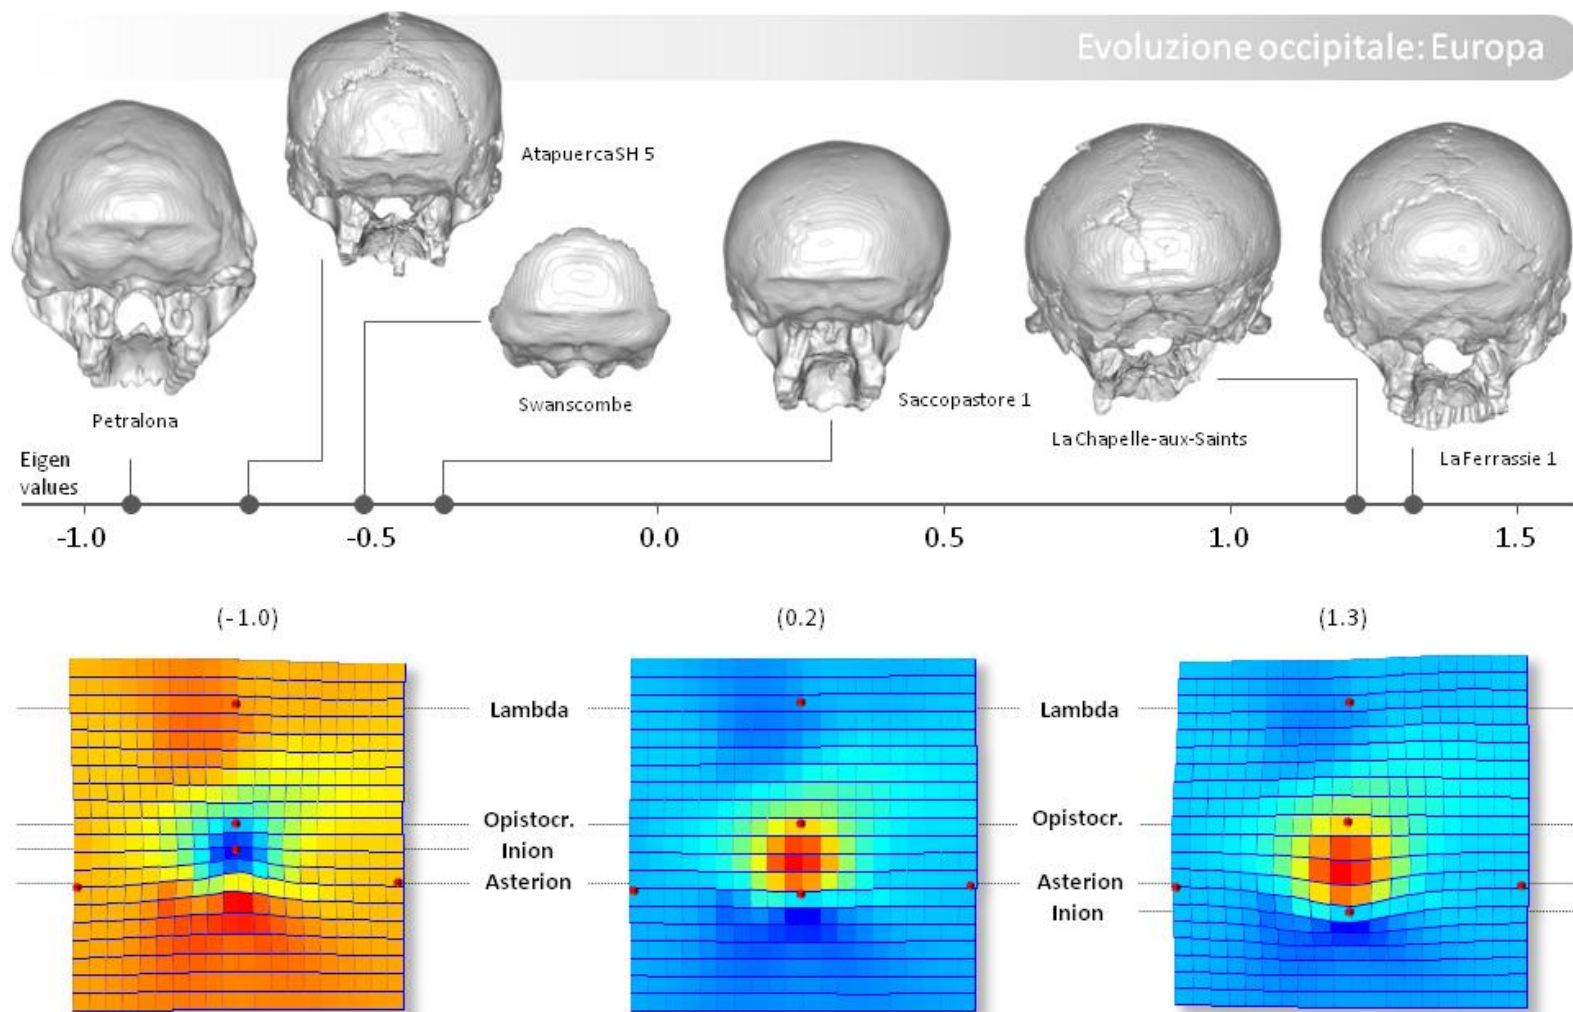 Evoluzione occipitale: Europa
Atapuerca SH 5
Swanscombe
Saccopastore 1
Petralona
La Chapelle-aux-Saints
La Ferrassie 1
Eigen
values
-1.0 -0.5 0.0 0.5 1.0 1.5
(-1.0) (0.2) (1.3)
Lambda Lambda
Opistocr. Opistocr.
Inion
Asterion Asterion
Inion